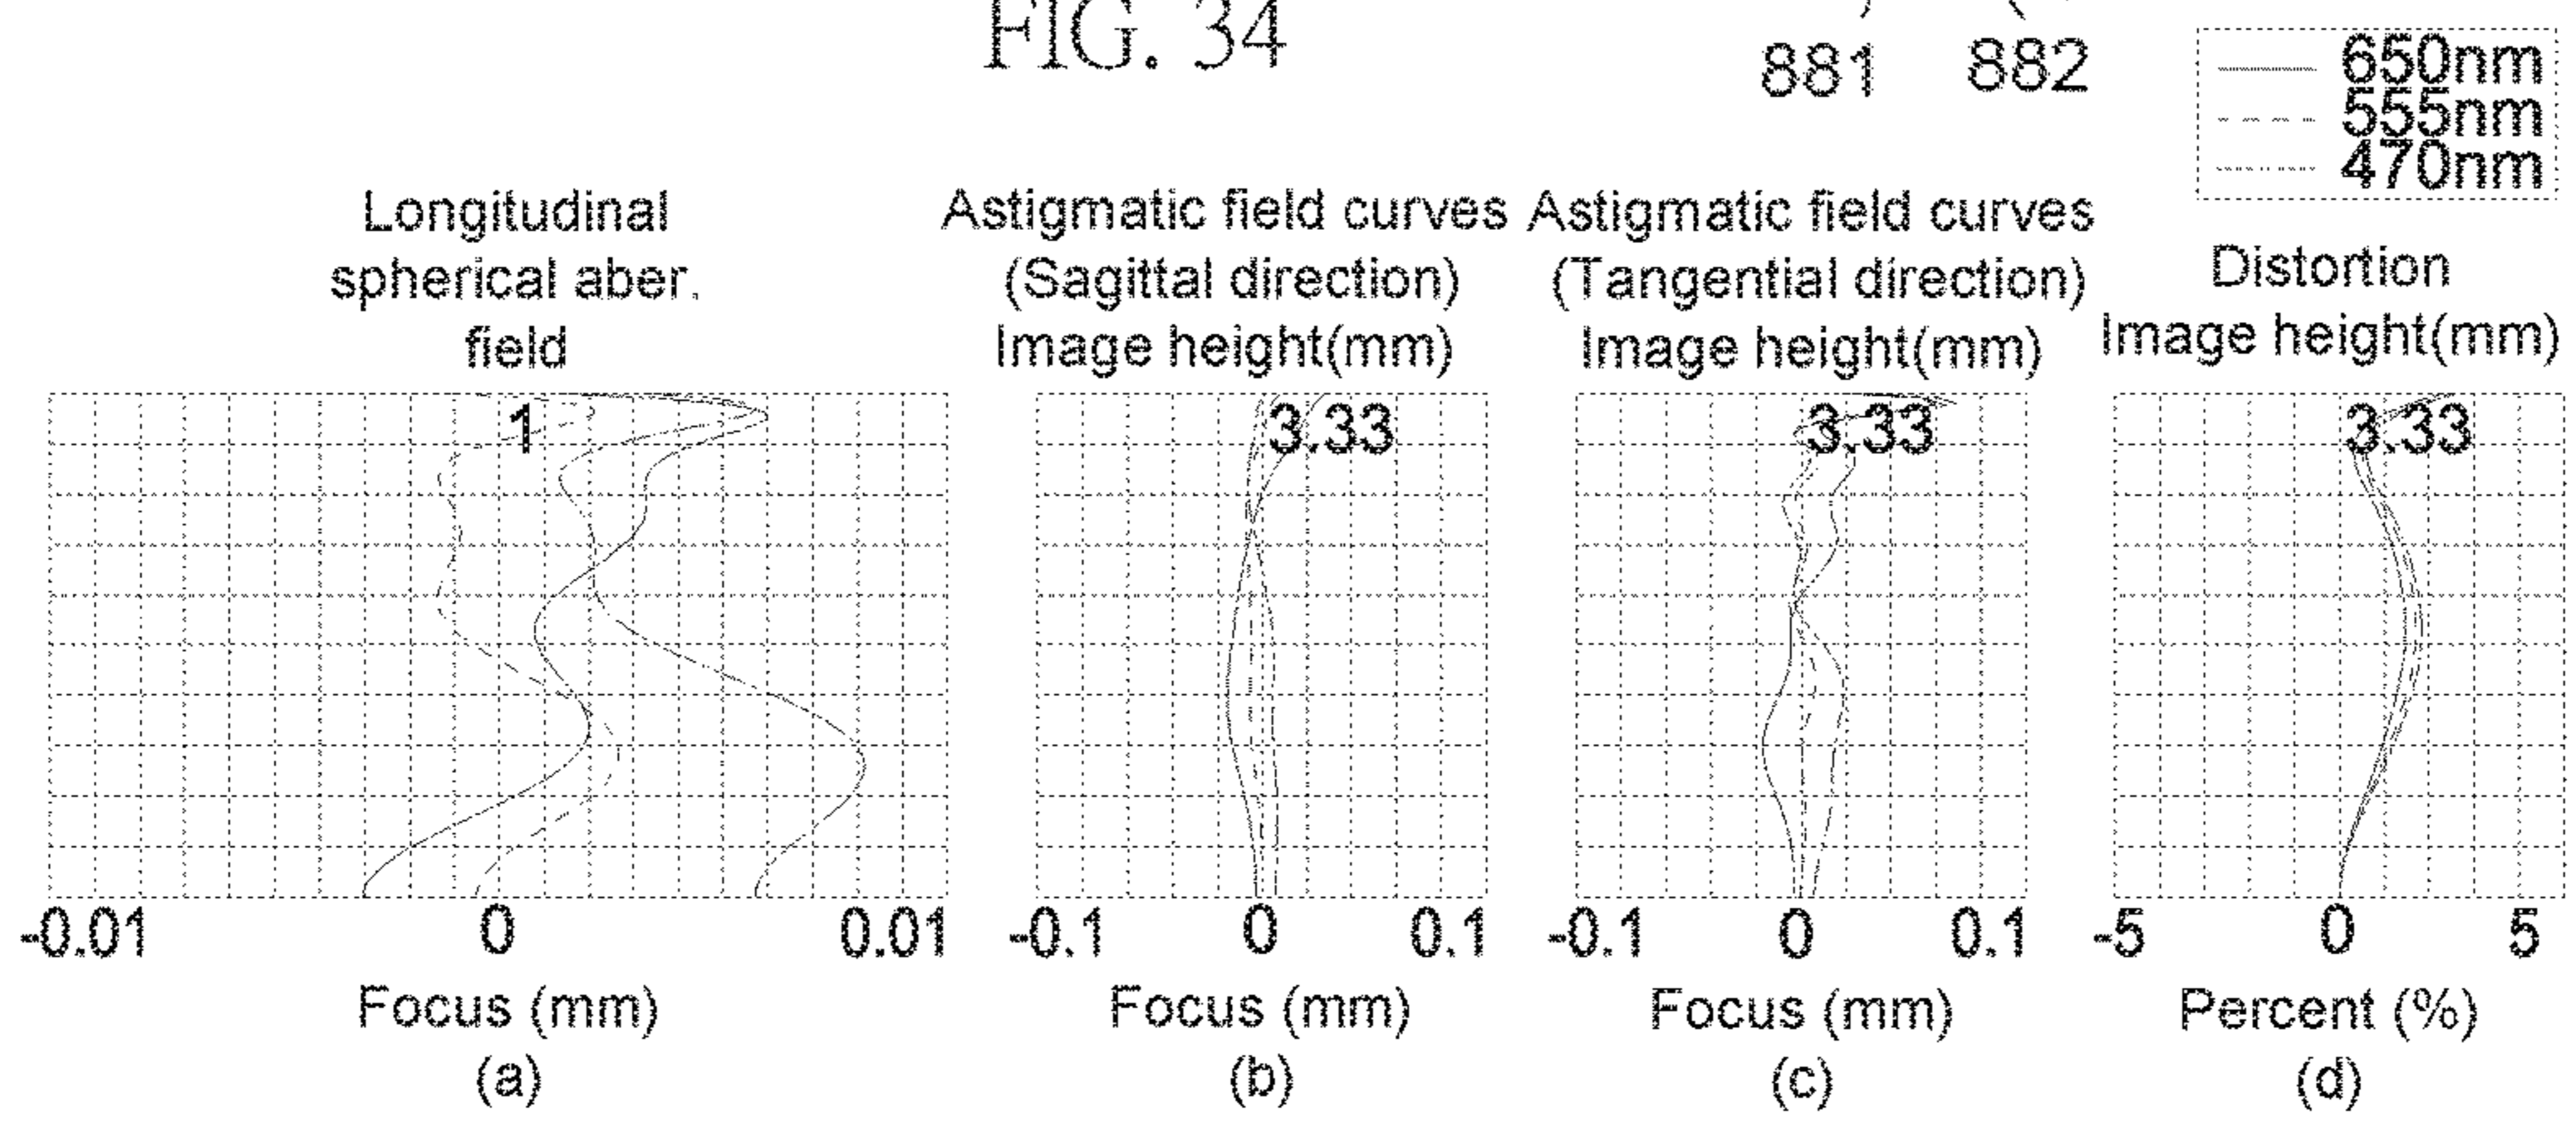 FIG. 34
881 882
650nm
555nm
470nm
Longitudinal
spherical aber.
field
Astigmatic field curves
(Sagittal direction)
Image height(mm)
Astigmatic field curves
(Tangential direction)
Image height(mm)
Distortion
Image height(mm)
1
3.33
3.33
3.33
-0.01 0 0.01
-0.1 0 0.1
-0.1 0 0.1
-5 0 5
Focus (mm)
Focus (mm)
Focus (mm)
Percent (%)
(a)
(b)
(c)
(d)